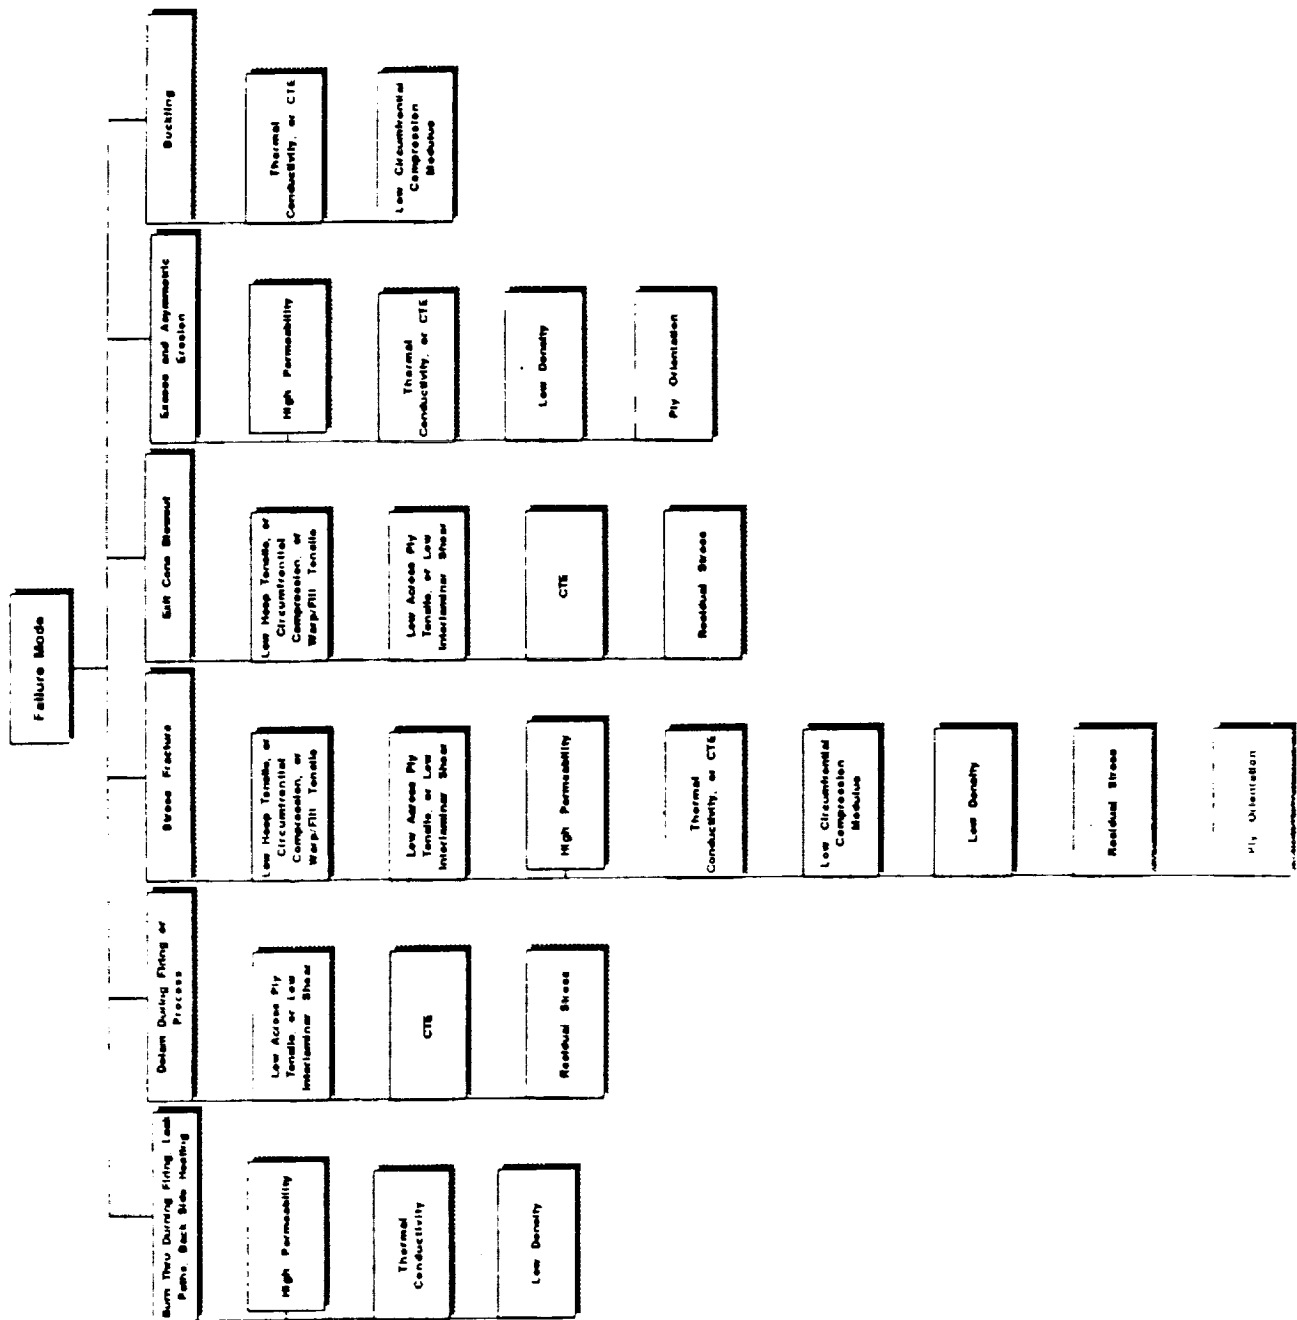 Failure Mode
Burn Thru Durning Firing, Leak
Paths, Back Side Heating
High Permeability
Thermal
Conductivity
Low Density
Delam During Firing or
Process
Low Across Ply
Tensile, or Low
Interlaminar Shear
CTE
Residual Stress
Stress Fracture
Low Hoop Tensile, or
Circumfrential
Compression, or
Warp/Fill Tensile
Low Across Ply
Tensile, or Low
Interlaminar Shear
High Permeability
Thermal
Conductivity, or CTE
Low Circumfrential
Compression
Modulus
Low Density
Residual Stress
Ply Orientation
Exit Cone Blowout
Low Hoop Tensile, or
Circumfrential
Compression, or
Warp/Fill Tensile
Low Across Ply
Tensile, or Low
Interlaminar Shear
CTE
Residual Stress
Excess and Asymmetric
Erosion
High Permeability
Thermal
Conductivity, or CTE
Low Density
Ply Orientation
Buckling
Thermal
Conductivity, or CTE
Low Circumfrential
Compression
Modulus